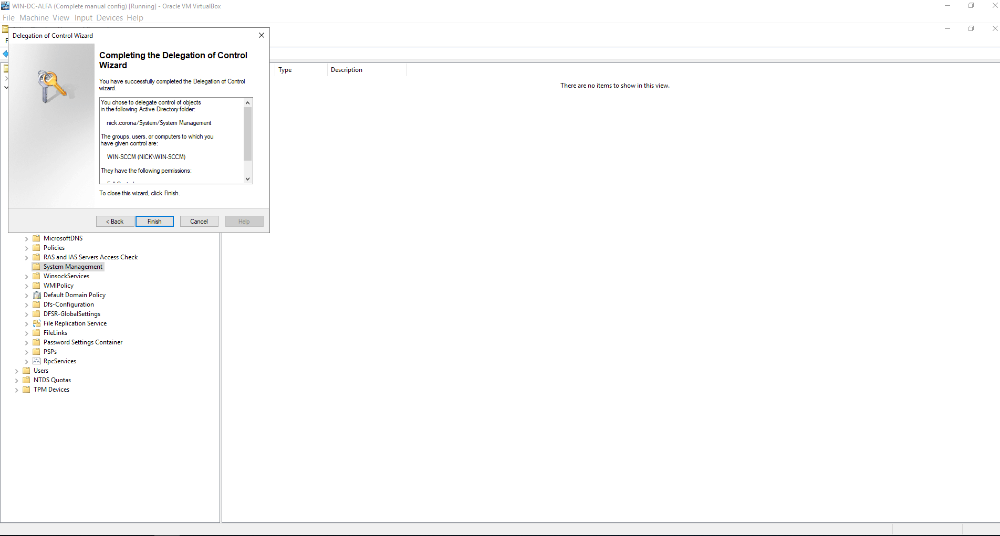 WIN-DC-ALFA (Complete manual config) [Running] - Oracle VM VirtualBox
File Machine View Input Devices Help
Delegation of Control Wizard
Completing the Delegation of Control
Wizard
You have successfully completed the Delegation of Control
wizard.
You chose to delegate control of objects
in the following Active Directory folder:
nick.corona/System/System Management
The groups, users, or computers to which you
have given control are:
WIN-SCCM (NICK\WIN-SCCM)
They have the following permissions:
To close this wizard, click Finish.
< Back Finish Cancel Help
Type Description
There are no items to show in this view.
MicrosoftDNS
Policies
RAS and IAS Servers Access Check
System Management
WinsockServices
WMIPolicy
Default Domain Policy
Dfs-Configuration
DFSR-GlobalSettings
File Replication Service
FileLinks
Password Settings Container
PSPs
RpcServices
Users
NTDS Quotas
TPM Devices